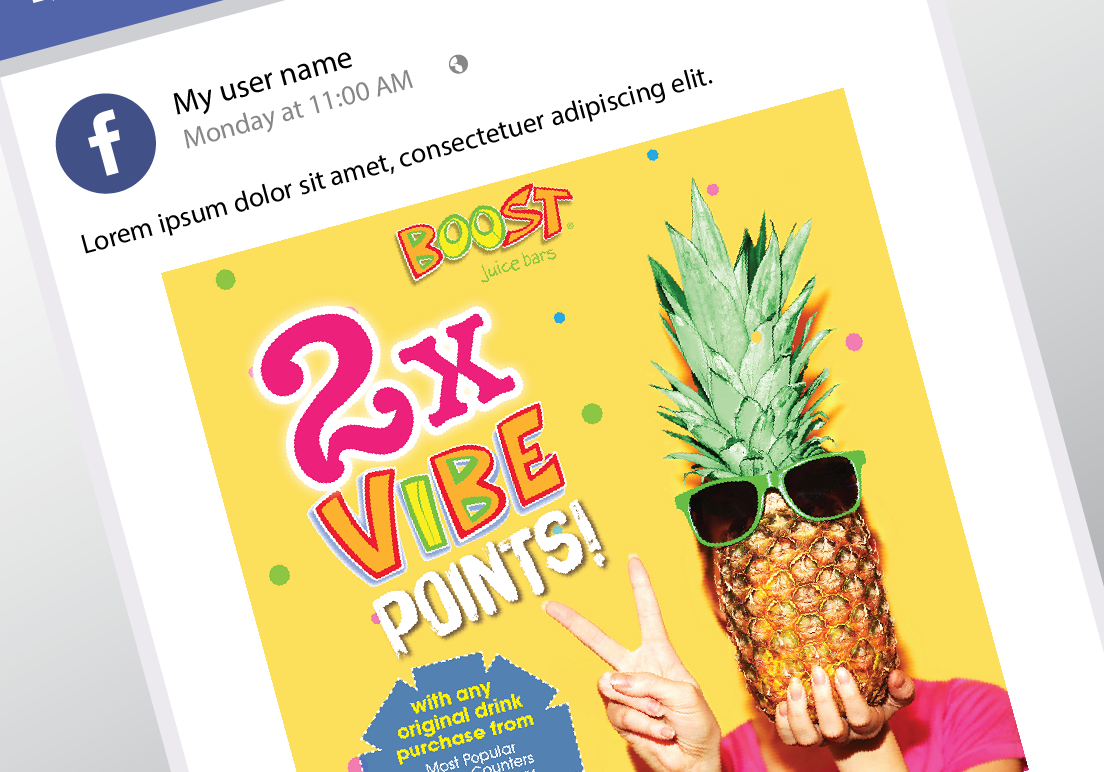 My user name
Monday at 11:00 AM
Lorem ipsum dolor sit amet, consectetuer adipiscing elit.
BOOST
Juice bars
2x
VIBE
POINTS!
with any
original drink
purchase from
Most Popular
Counters